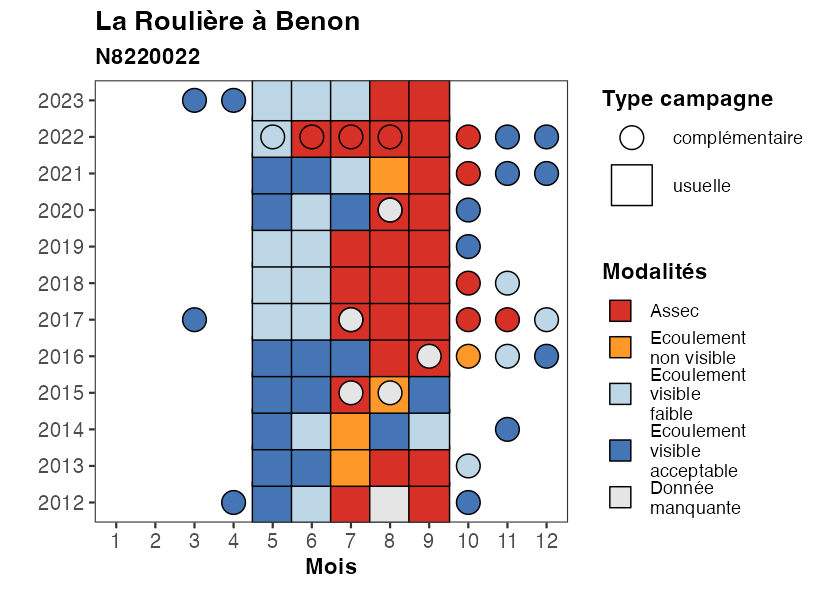 La Roulière à Benon
N8220022
2023
2022
2021
2020
2019
2018
2017
2016
2015
2014
2013
2012
1 2 3 4 5 6 7 8 9 10 11 12
Mois
Type campagne
complémentaire
usuelle
Modalités
Assec
Ecoulement
non visible
Ecoulement
visible
faible
Ecoulement
visible
acceptable
Donnée
manquante